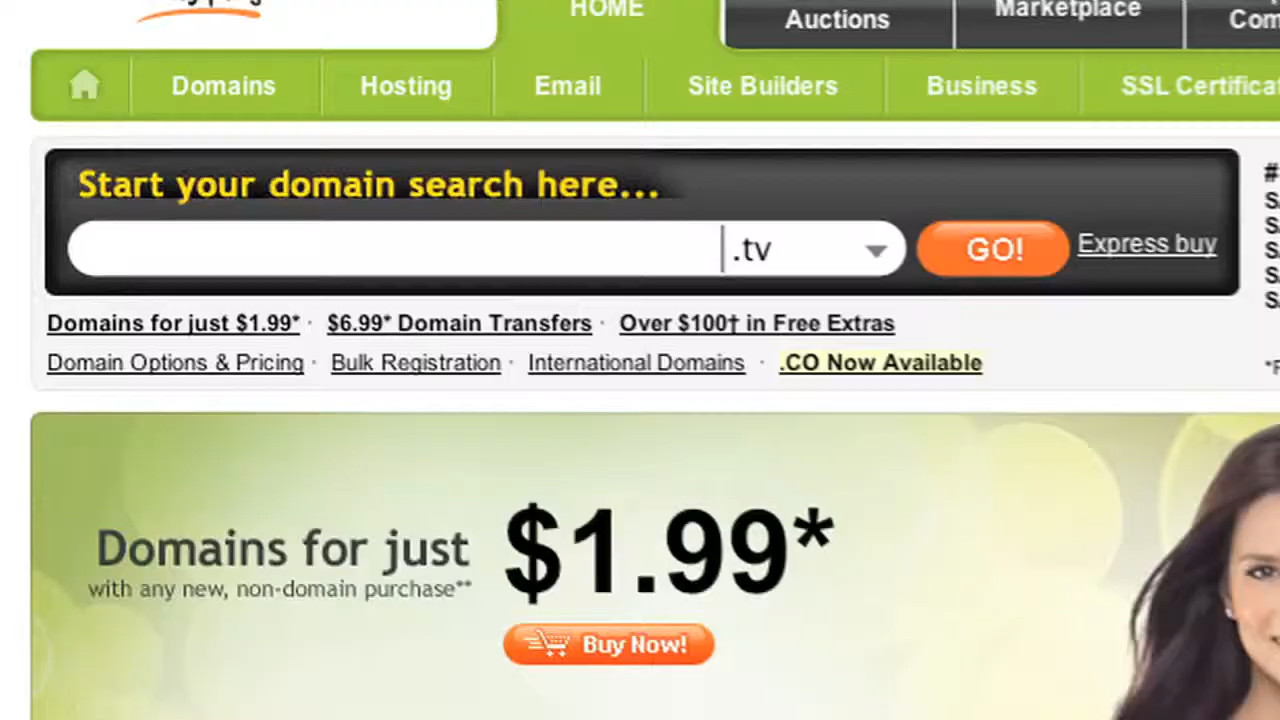 HOME
Auctions
Marketplace
Domains
Hosting
Email
Site Builders
Business
SSL
Start your domain search here...
.tv
GO!
Express buy
Domains for just $1.99* · $6.99* Domain Transfers · Over $100† in Free Extras
Domain Options & Pricing · Bulk Registration · International Domains · .CO Now Available
Domains for just $1.99*
with any new, non-domain purchase**
Buy Now!